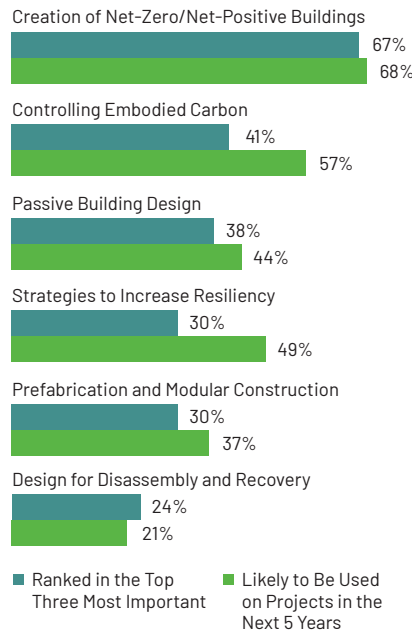 Creation of Net-Zero/Net-Positive Buildings
67%
68%
Controlling Embodied Carbon
41%
57%
Passive Building Design
38%
44%
Strategies to Increase Resiliency
30%
49%
Prefabrication and Modular Construction
30%
37%
Design for Disassembly and Recovery
24%
21%
Ranked in the Top
Three Most Important
Likely to Be Used
on Projects in the
Next 5 Years